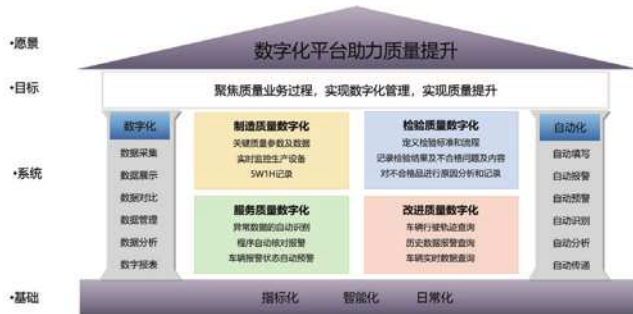 •愿景
数字化平台助力质量提升
•目标
聚焦质量业务过程，实现数字化管理，实现质量提升
•系统
数字化
数据采集
数据展示
数据对比
数据管理
数据分析
数字报表
制造质量数字化
关键质量参数及数据
实时监控生产设备
5W1H记录
检验质量数字化
定义检验标准和流程
记录检验结果及不合格问题及内容
对不合格品进行原因分析和记录
服务质量数字化
异常数据的自动识别
程序自动核对报警
车辆报警状态自动预警
改进质量数字化
车辆行驶轨迹查询
历史数据报警查询
车辆实时数据查询
自动化
自动填写
自动报警
自动预警
自动识别
自动分析
自动传递
•基础
指标化 智能化 日常化